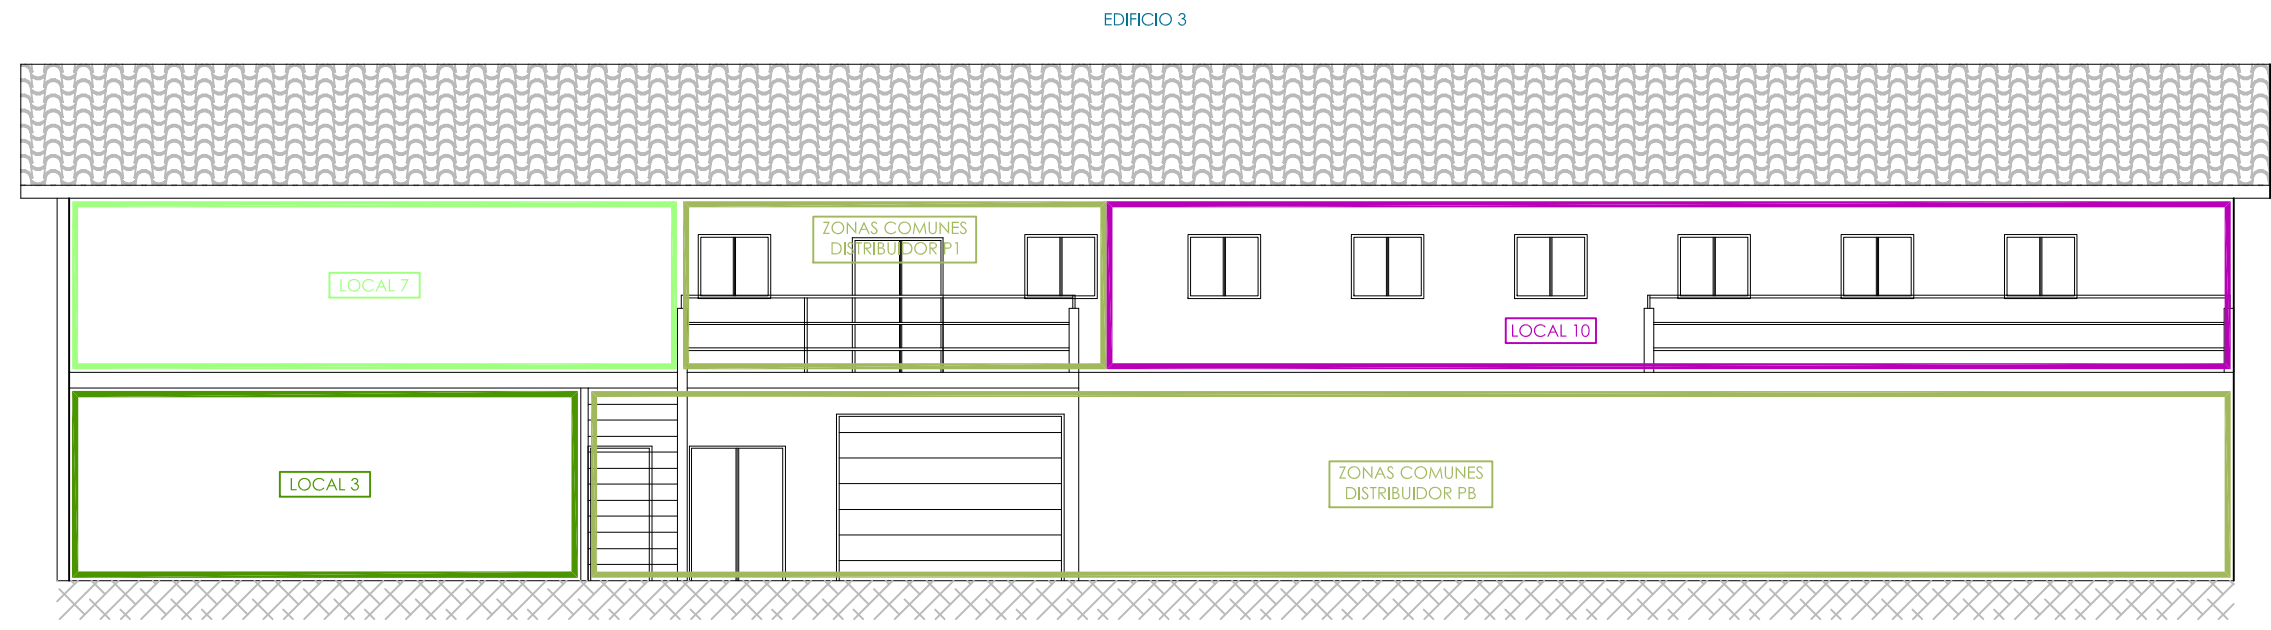 EDIFICIO 3
ZONAS COMUNES
DISTRIBUIDOR P1
LOCAL 7
LOCAL 10
ZONAS COMUNES
DISTRIBUIDOR PB
LOCAL 3